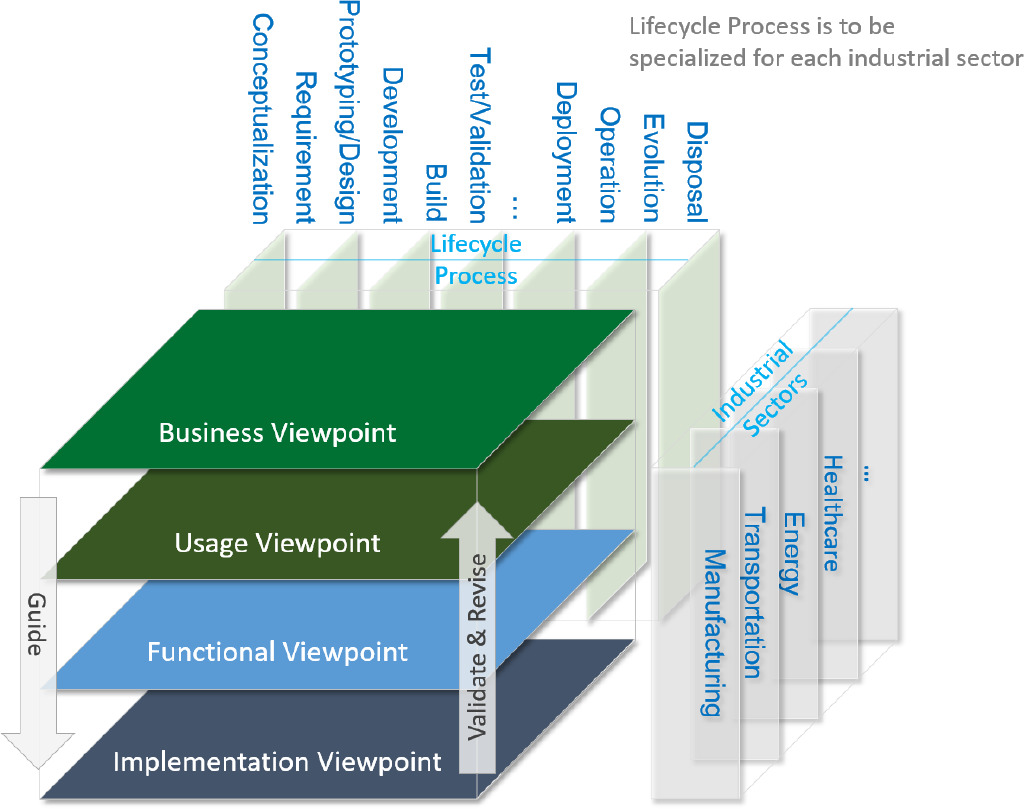 Lifecycle Process is to be
specialized for each industrial sector
Conceptualization
Requirement
Prototyping/Design
Development
Build
Test/Validation
...
Deployment
Operation
Evolution
Disposal
Lifecycle
Process
Business Viewpoint
Usage Viewpoint
Functional Viewpoint
Implementation Viewpoint
Guide
Validate & Revise
Industrial
Sectors
Manufacturing
Transportation
Energy
Healthcare
...